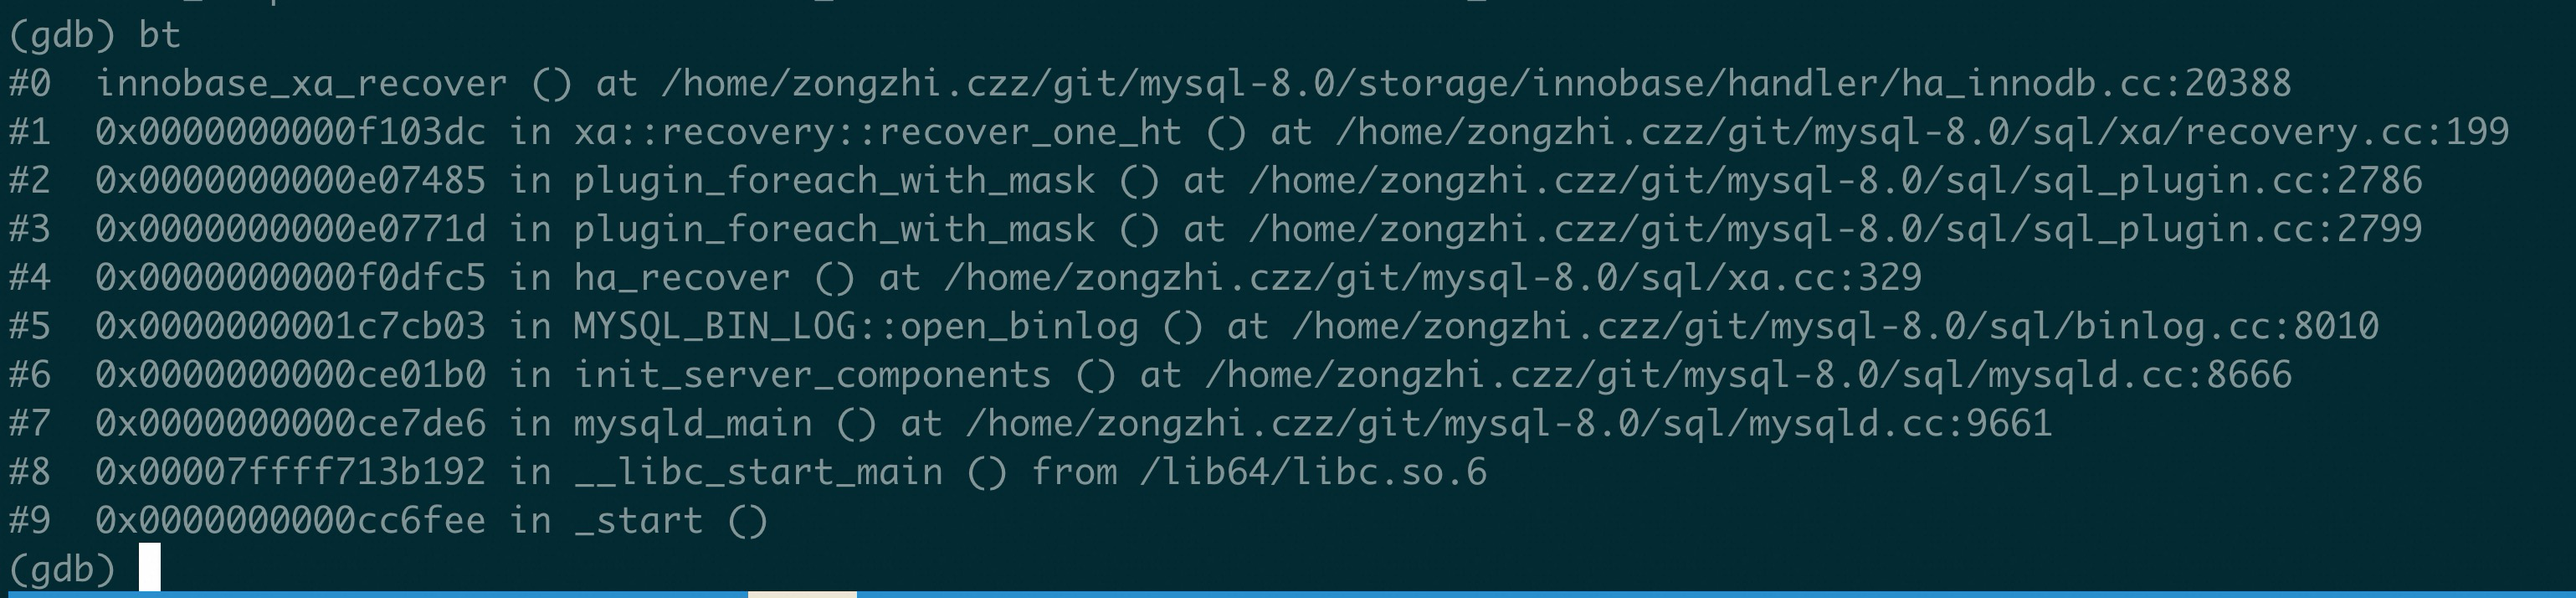 (gdb) bt
#0  innobase_xa_recover () at /home/zongzhi.czz/git/mysql-8.0/storage/innobase/handler/ha_innodb.cc:20388
#1  0x0000000000f103dc in xa::recovery::recover_one_ht () at /home/zongzhi.czz/git/mysql-8.0/sql/xa/recovery.cc:199
#2  0x0000000000e07485 in plugin_foreach_with_mask () at /home/zongzhi.czz/git/mysql-8.0/sql/sql_plugin.cc:2786
#3  0x0000000000e0771d in plugin_foreach_with_mask () at /home/zongzhi.czz/git/mysql-8.0/sql/sql_plugin.cc:2799
#4  0x0000000000f0dfc5 in ha_recover () at /home/zongzhi.czz/git/mysql-8.0/sql/xa.cc:329
#5  0x0000000001c7cb03 in MYSQL_BIN_LOG::open_binlog () at /home/zongzhi.czz/git/mysql-8.0/sql/binlog.cc:8010
#6  0x0000000000ce01b0 in init_server_components () at /home/zongzhi.czz/git/mysql-8.0/sql/mysqld.cc:8666
#7  0x0000000000ce7de6 in mysqld_main () at /home/zongzhi.czz/git/mysql-8.0/sql/mysqld.cc:9661
#8  0x00007ffff713b192 in __libc_start_main () from /lib64/libc.so.6
#9  0x0000000000cc6fee in _start ()
(gdb)